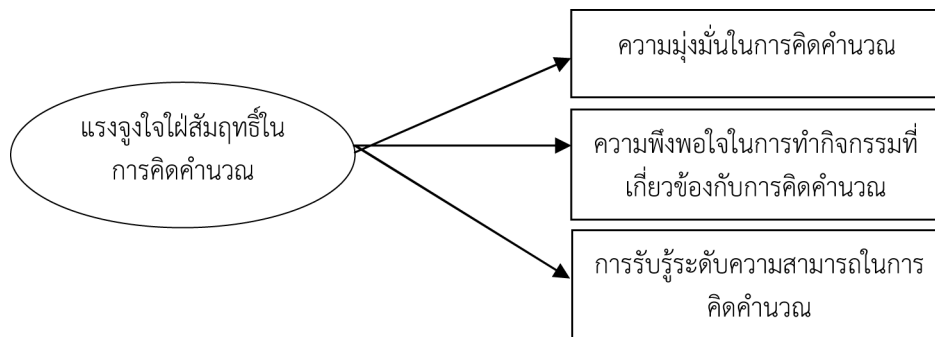 แรงจูงใจใฝ่สัมฤทธิ์ใน
การคิดคำนวณ
ความมุ่งมั่นในการคิดคำนวณ
ความพึงพอใจในการทำกิจกรรมที่
เกี่ยวข้องกับการคิดคำนวณ
การรับรู้ระดับความสามารถในการ
คิดคำนวณ